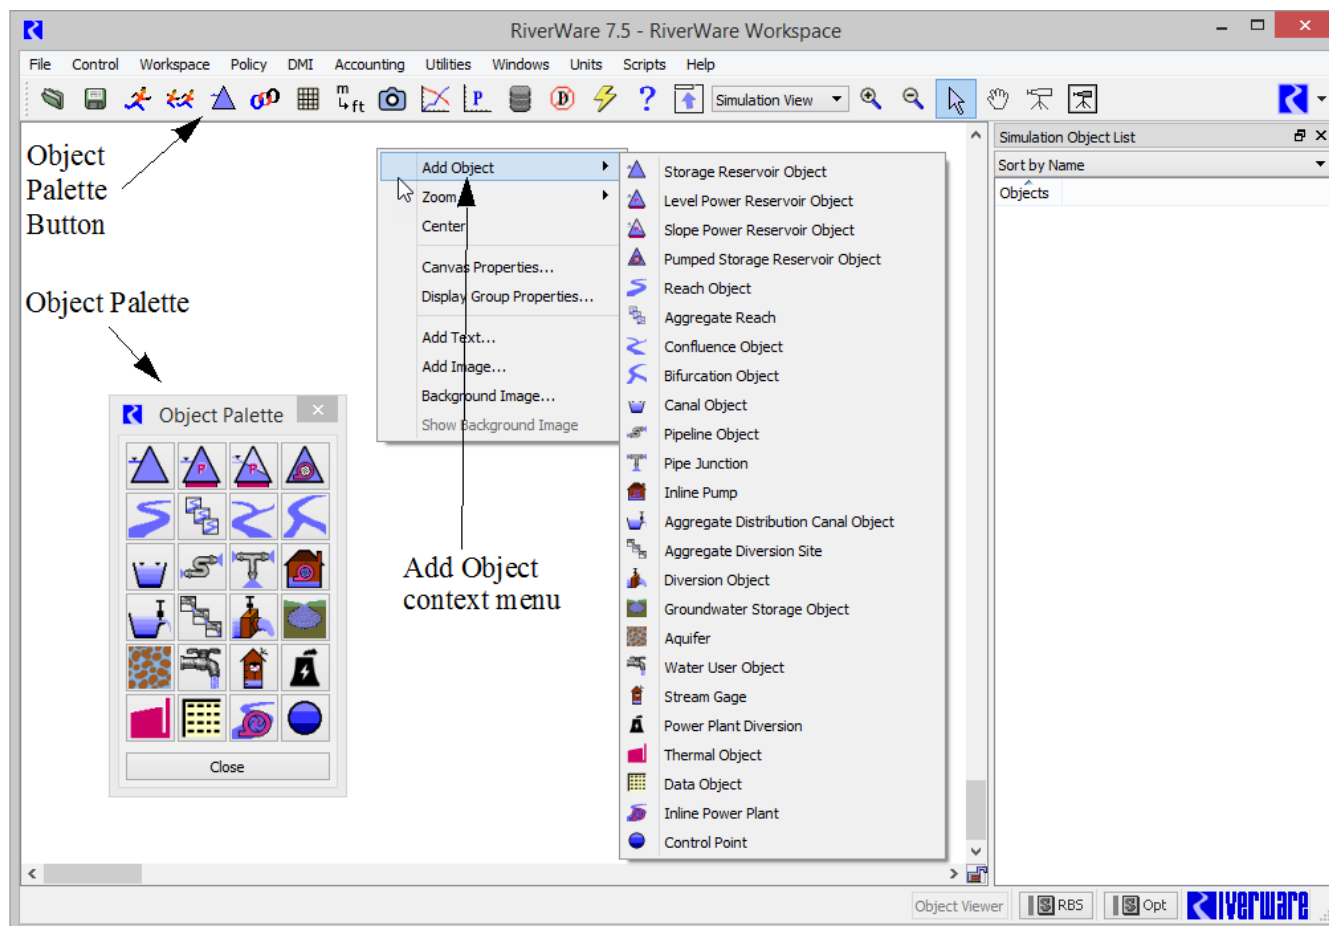 RiverWare 7.5 - RiverWare Workspace
File Control Workspace Policy DMI Accounting Utilities Windows Units Scripts Help
m
ft
P
D
?
Simulation View
Object
Palette
Button
Object Palette
Object Palette
P
P
Close
Add Object
Zoom
Center
Canvas Properties...
Display Group Properties...
Add Text...
Add Image...
Background Image...
Show Background Image
Add Object
context menu
Storage Reservoir Object
Level Power Reservoir Object
Slope Power Reservoir Object
Pumped Storage Reservoir Object
Reach Object
Aggregate Reach
Confluence Object
Bifurcation Object
Canal Object
Pipeline Object
Pipe Junction
Inline Pump
Aggregate Distribution Canal Object
Aggregate Diversion Site
Diversion Object
Groundwater Storage Object
Aquifer
Water User Object
Stream Gage
Power Plant Diversion
Thermal Object
Data Object
Inline Power Plant
Control Point
Simulation Object List
Sort by Name
Objects
Object Viewer
S RBS
S Opt
Riverware